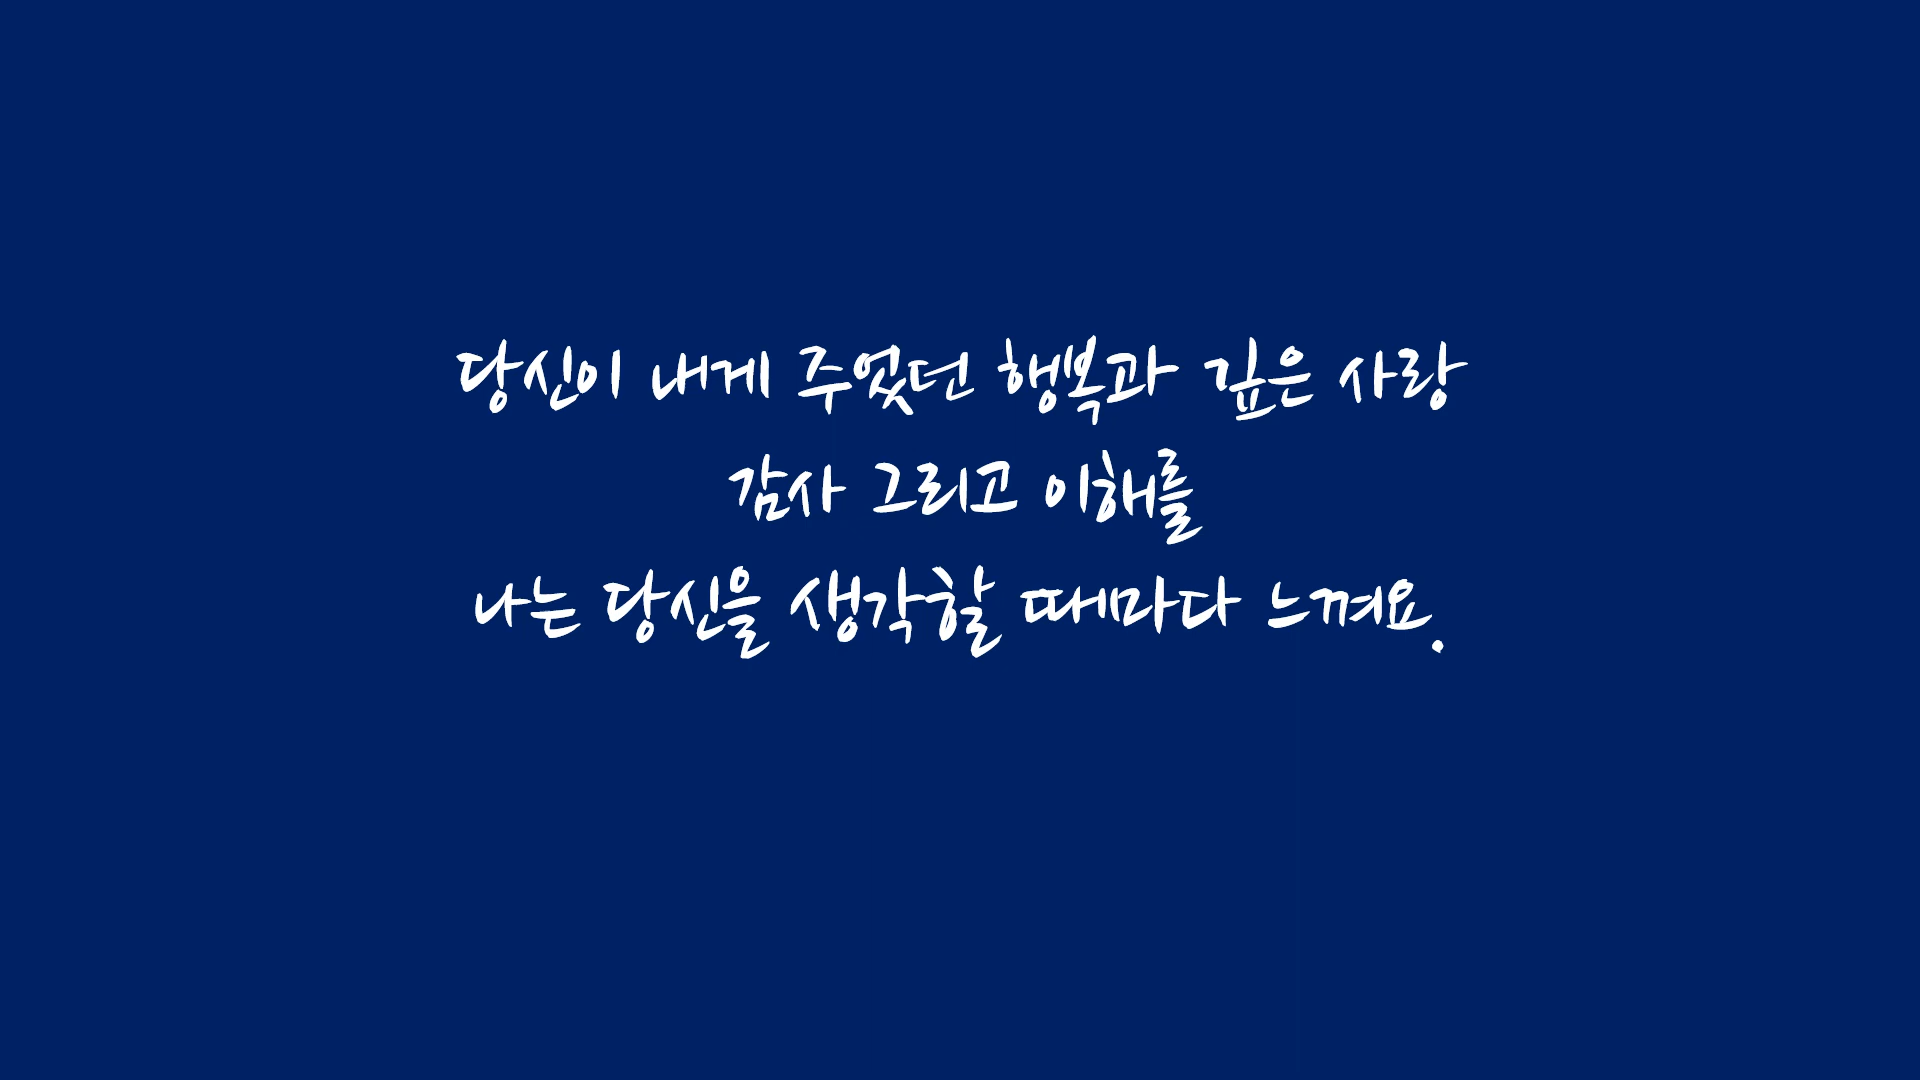 당신이 내게 주었던 행복과 깊은 사랑
감사 그리고 이해를
나는 당신을 생각할 때마다 느껴요.